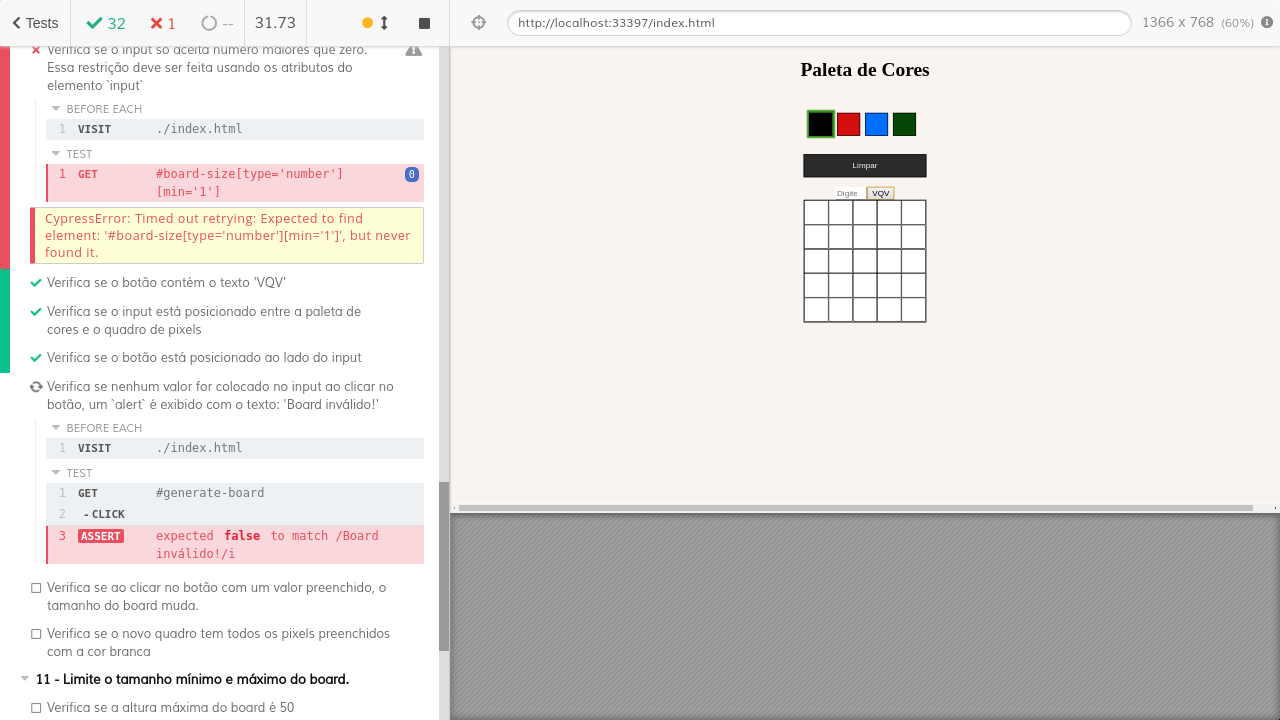 Tests 32 1 -- 31.73 http://localhost:33397/index.html 1366 x 768 (60%)
Verifica se o input só aceita número maiores que zero.
Essa restrição deve ser feita usando os atributos do
elemento `input`
BEFORE EACH
1 VISIT ./index.html
TEST
1 GET #board-size[type='number']
[min='1']
0
CypressError: Timed out retrying: Expected to find
element: '#board-size[type='number'][min='1']', but never
found it.
Verifica se o botão contém o texto 'VQV'
Verifica se o input está posicionado entre a paleta de
cores e o quadro de pixels
Verifica se o botão está posicionado ao lado do input
Verifica se nenhum valor for colocado no input ao clicar no
botão, um `alert` é exibido com o texto: 'Board inválido!'
BEFORE EACH
1 VISIT ./index.html
TEST
1 GET #generate-board
2 - CLICK
3 ASSERT expected false to match /Board
inválido!/i
Verifica se ao clicar no botão com um valor preenchido, o
tamanho do board muda.
Verifica se o novo quadro tem todos os pixels preenchidos
com a cor branca
11 - Limite o tamanho mínimo e máximo do board.
Verifica se a altura máxima do board é 50
Paleta de Cores
Limpar
Digite VQV